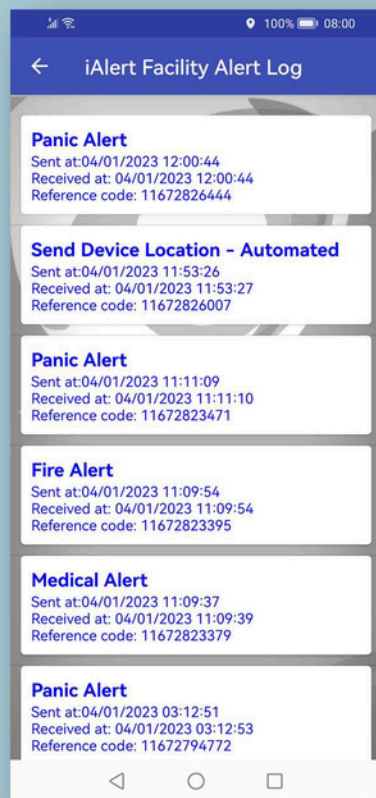 100% 08:00
iAlert Facility Alert Log
Panic Alert
Sent at:04/01/2023 12:00:44
Received at: 04/01/2023 12:00:44
Reference code: 11672826444
Send Device Location - Automated
Sent at:04/01/2023 11:53:26
Received at: 04/01/2023 11:53:27
Reference code: 11672826007
Panic Alert
Sent at:04/01/2023 11:11:09
Received at: 04/01/2023 11:11:10
Reference code: 11672823471
Fire Alert
Sent at:04/01/2023 11:09:54
Received at: 04/01/2023 11:09:54
Reference code: 11672823395
Medical Alert
Sent at:04/01/2023 11:09:37
Received at: 04/01/2023 11:09:39
Reference code: 11672823379
Panic Alert
Sent at:04/01/2023 03:12:51
Received at: 04/01/2023 03:12:53
Reference code: 11672794772